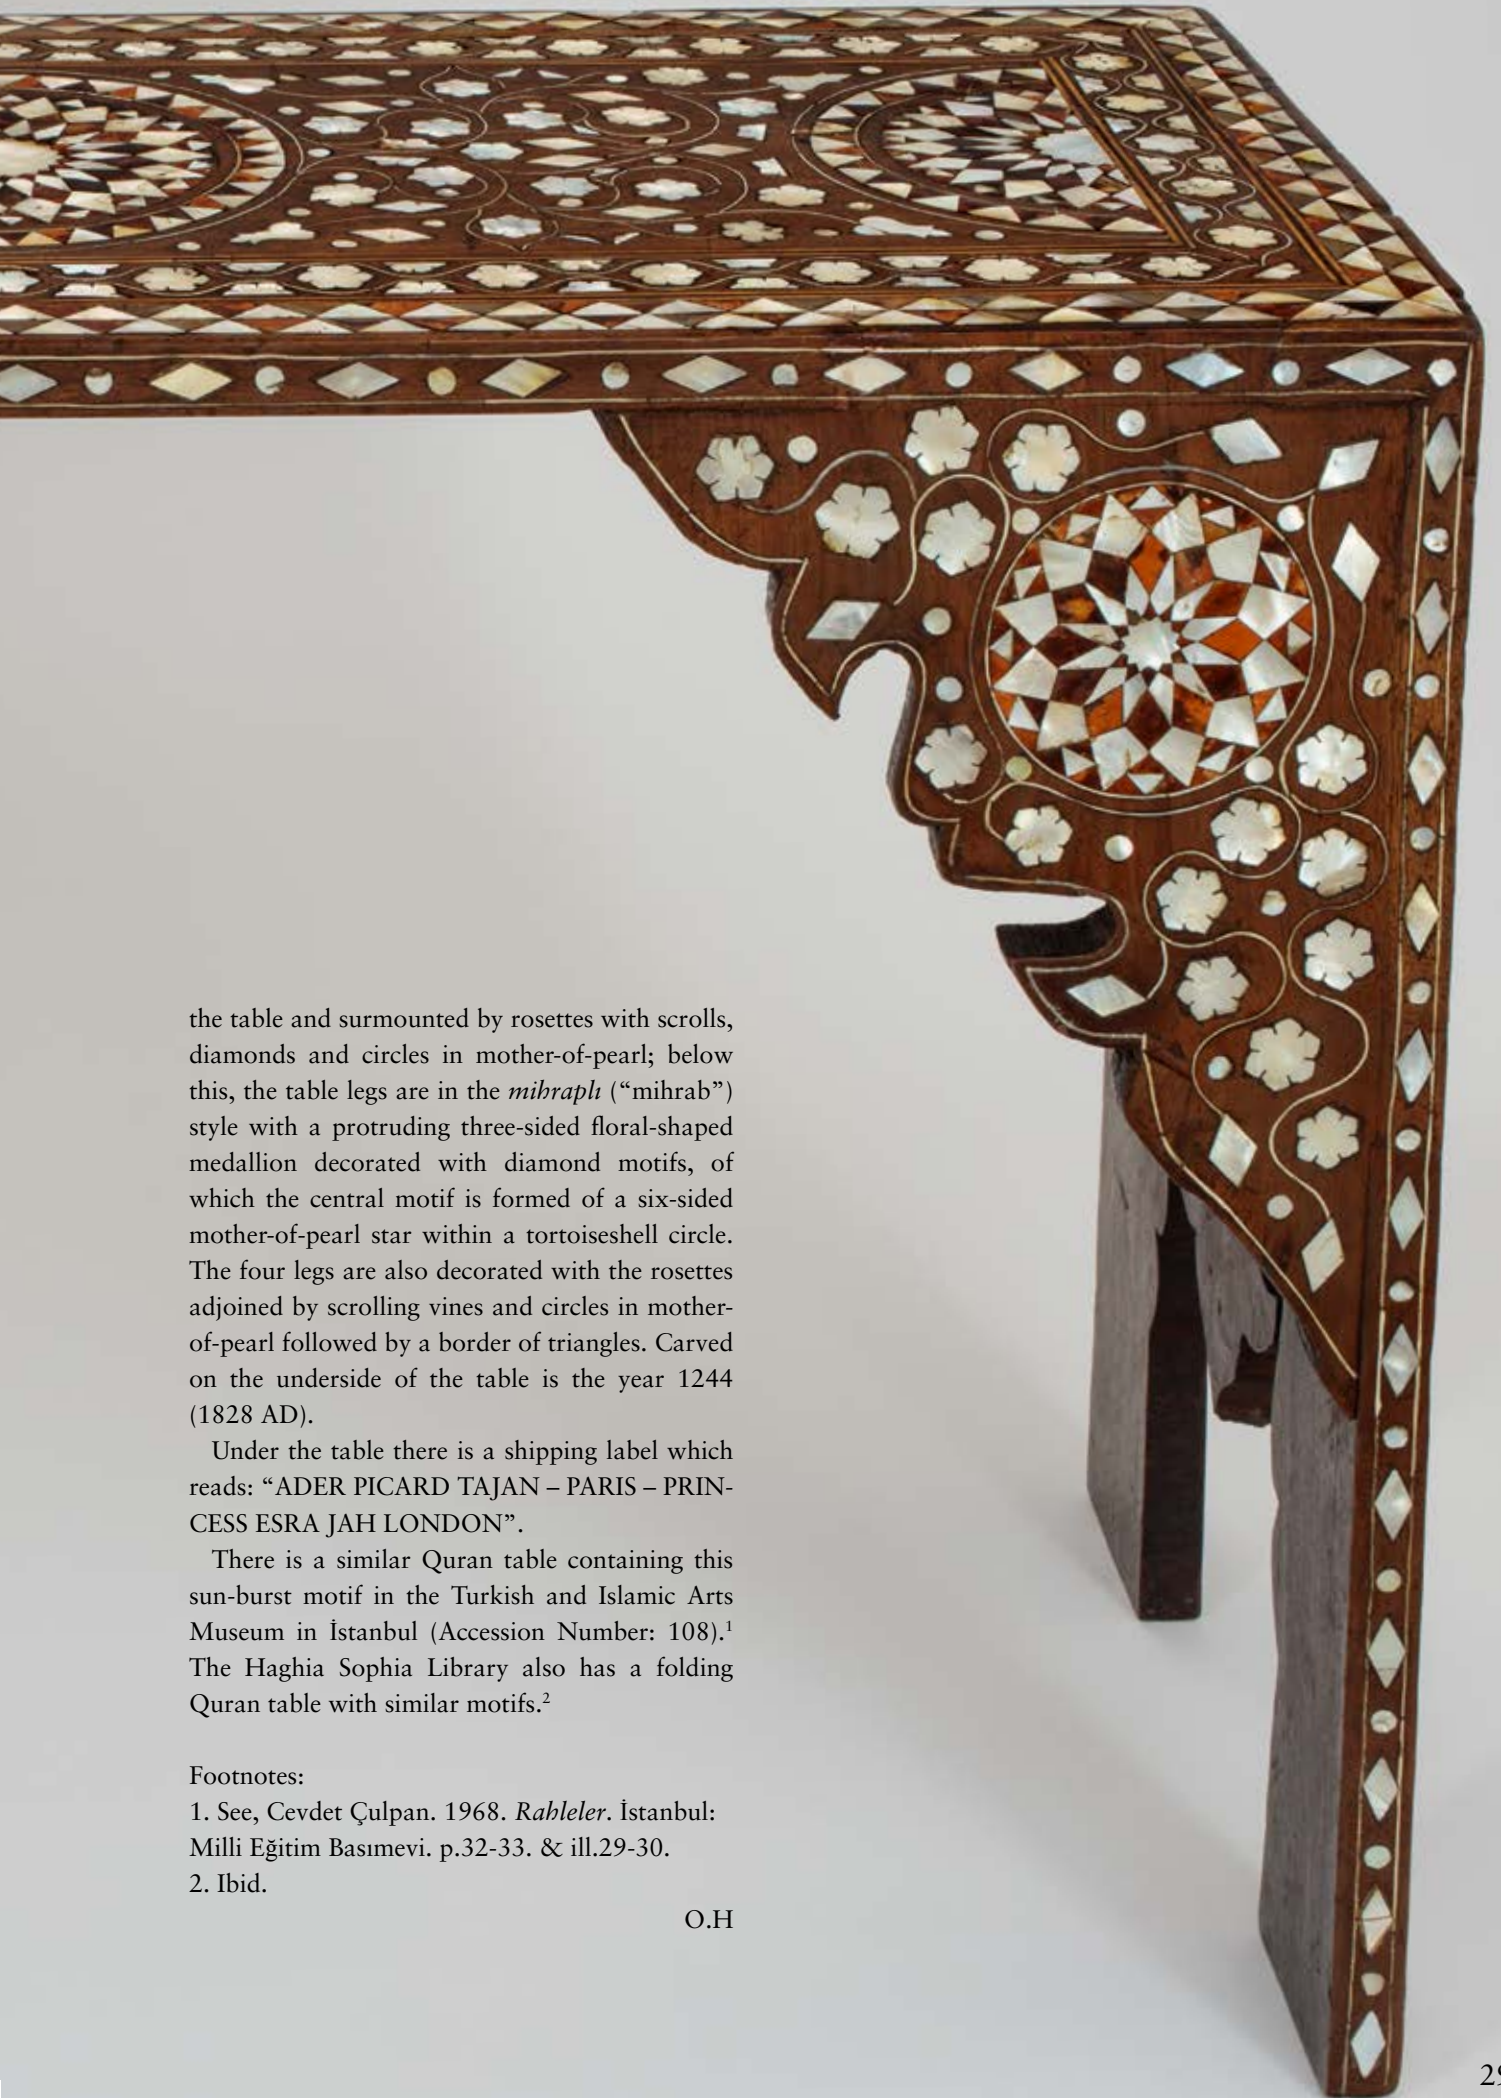 the table and surmounted by rosettes with scrolls,
diamonds and circles in mother-of-pearl; below
this, the table legs are in the mihraplı (“mihrab”)
style with a protruding three-sided floral-shaped
medallion decorated with diamond motifs, of
which the central motif is formed of a six-sided
mother-of-pearl star within a tortoiseshell circle.
The four legs are also decorated with the rosettes
adjoined by scrolling vines and circles in mother-
of-pearl followed by a border of triangles. Carved
on the underside of the table is the year 1244
(1828 AD).
Under the table there is a shipping label which
reads: “ADER PICARD TAJAN – PARIS – PRIN-
CESS ESRA JAH LONDON”.
There is a similar Quran table containing this
sun-burst motif in the Turkish and Islamic Arts
Museum in İstanbul (Accession Number: 108).1
The Haghia Sophia Library also has a folding
Quran table with similar motifs.2
Footnotes:
1. See, Cevdet Çulpan. 1968. Rahleler. İstanbul:
Milli Eğitim Basımevi. p.32-33. & ill.29-30.
2. Ibid.
O.H